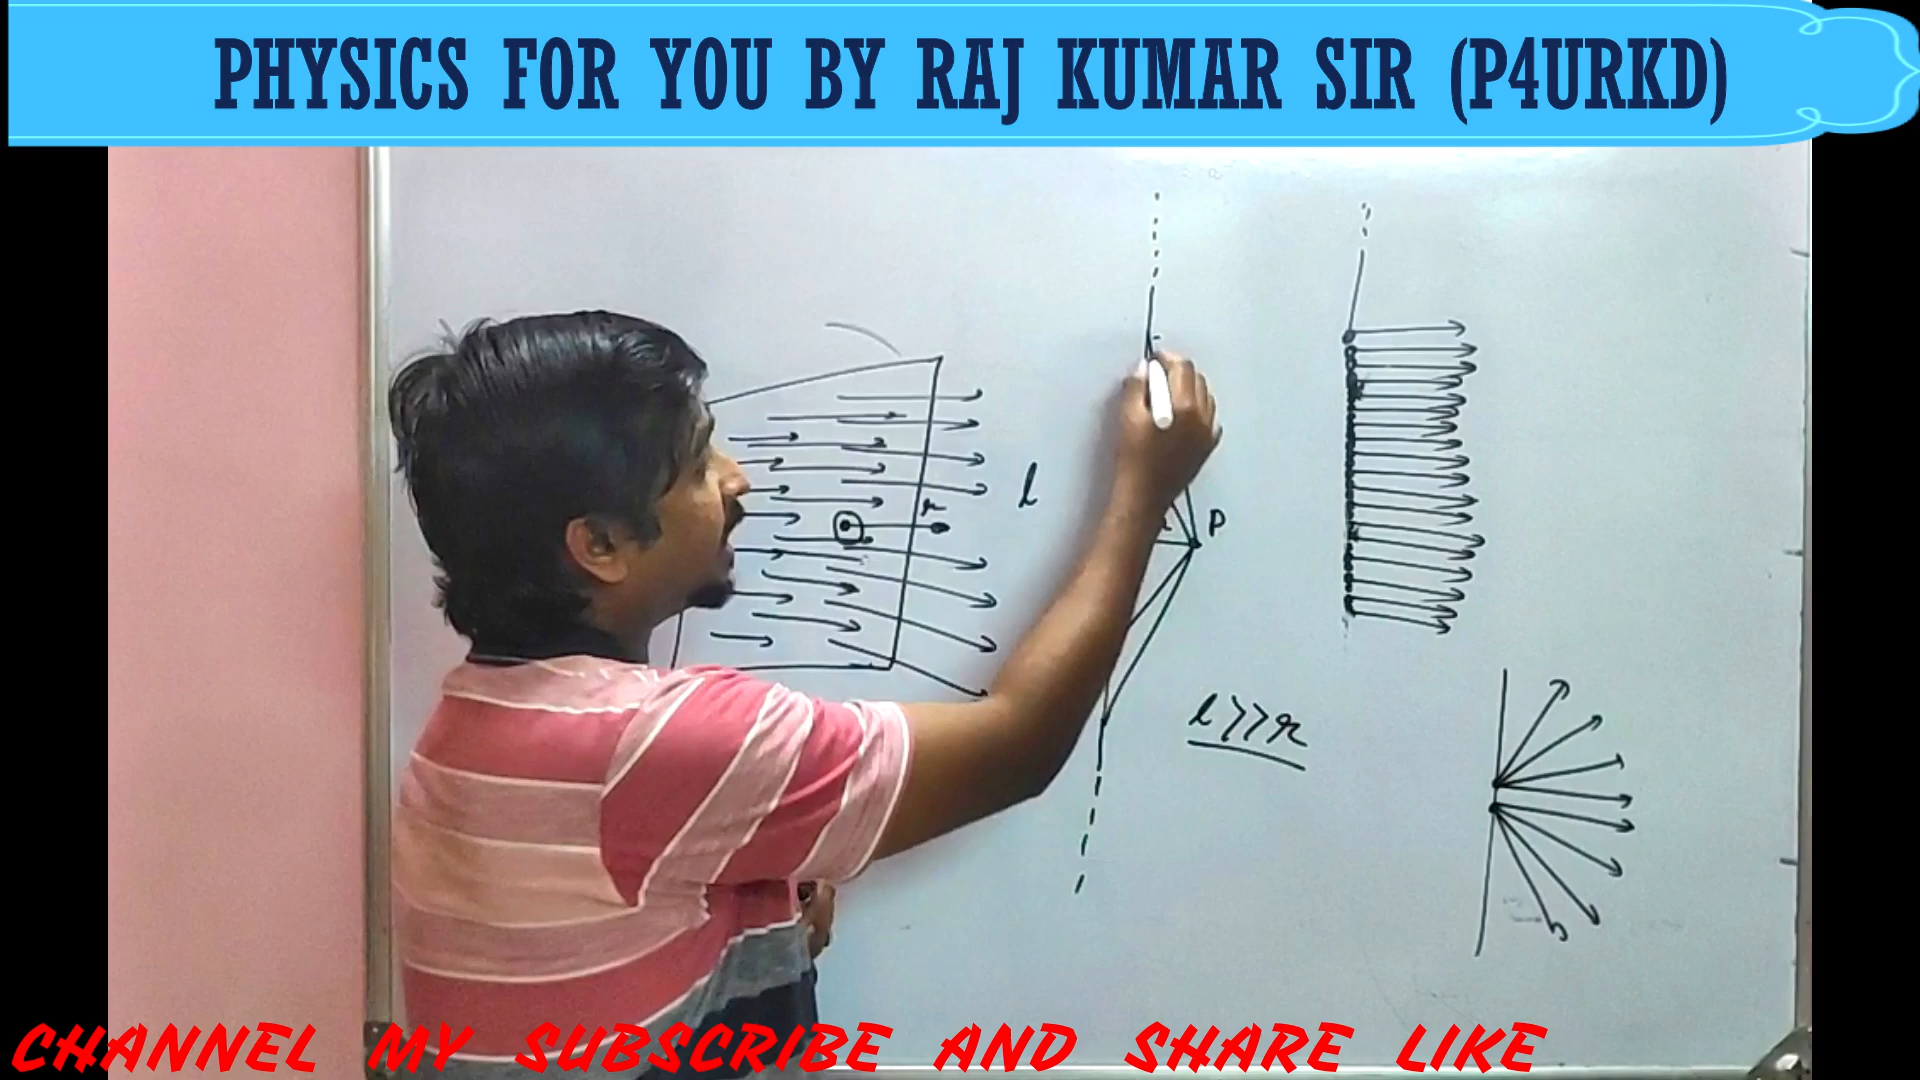 PHYSICS FOR YOU BY RAJ KUMAR SIR (P4URKD)
l
r
P
l >> r
CHANNEL MY SUBSCRIBE AND SHARE LIKE